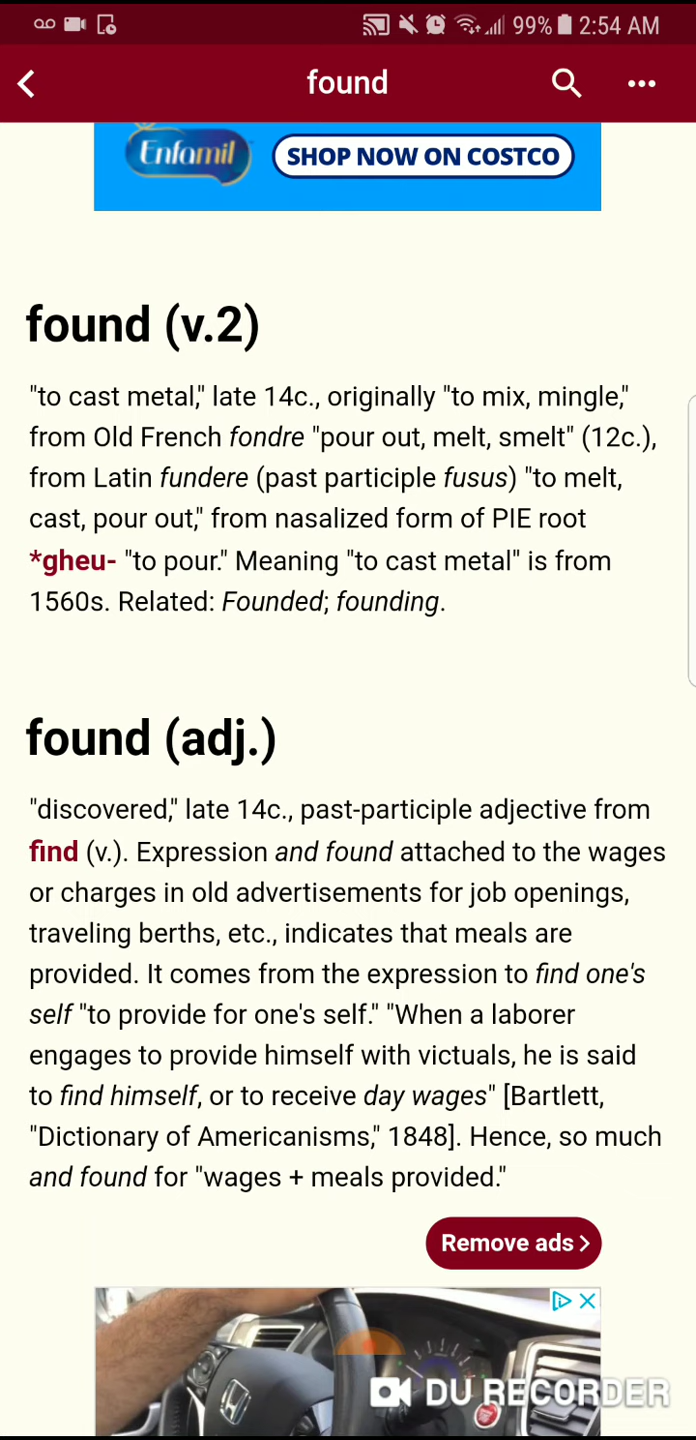 99% 2:54 AM
found
Enfamil SHOP NOW ON COSTCO
found (v.2)
"to cast metal," late 14c., originally "to mix, mingle,"
from Old French fondre "pour out, melt, smelt" (12c.),
from Latin fundere (past participle fusus) "to melt,
cast, pour out," from nasalized form of PIE root
*gheu- "to pour." Meaning "to cast metal" is from
1560s. Related: Founded; founding.
found (adj.)
"discovered," late 14c., past-participle adjective from
find (v.). Expression and found attached to the wages
or charges in old advertisements for job openings,
traveling berths, etc., indicates that meals are
provided. It comes from the expression to find one's
self "to provide for one's self." "When a laborer
engages to provide himself with victuals, he is said
to find himself, or to receive day wages" [Bartlett,
"Dictionary of Americanisms," 1848]. Hence, so much
and found for "wages + meals provided."
Remove ads
DU RECORDER